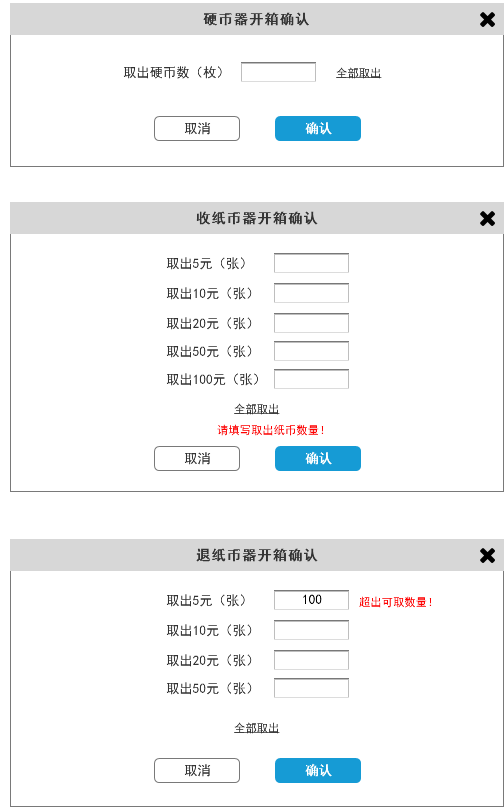 硬币器开箱确认
取出硬币数（枚） 全部取出
取消 确认
收纸币器开箱确认
取出5元（张）
取出10元（张）
取出20元（张）
取出50元（张）
取出100元（张）
全部取出
请填写取出纸币数量！
取消 确认
退纸币器开箱确认
取出5元（张） 100 超出可取数量！
取出10元（张）
取出20元（张）
取出50元（张）
全部取出
取消 确认